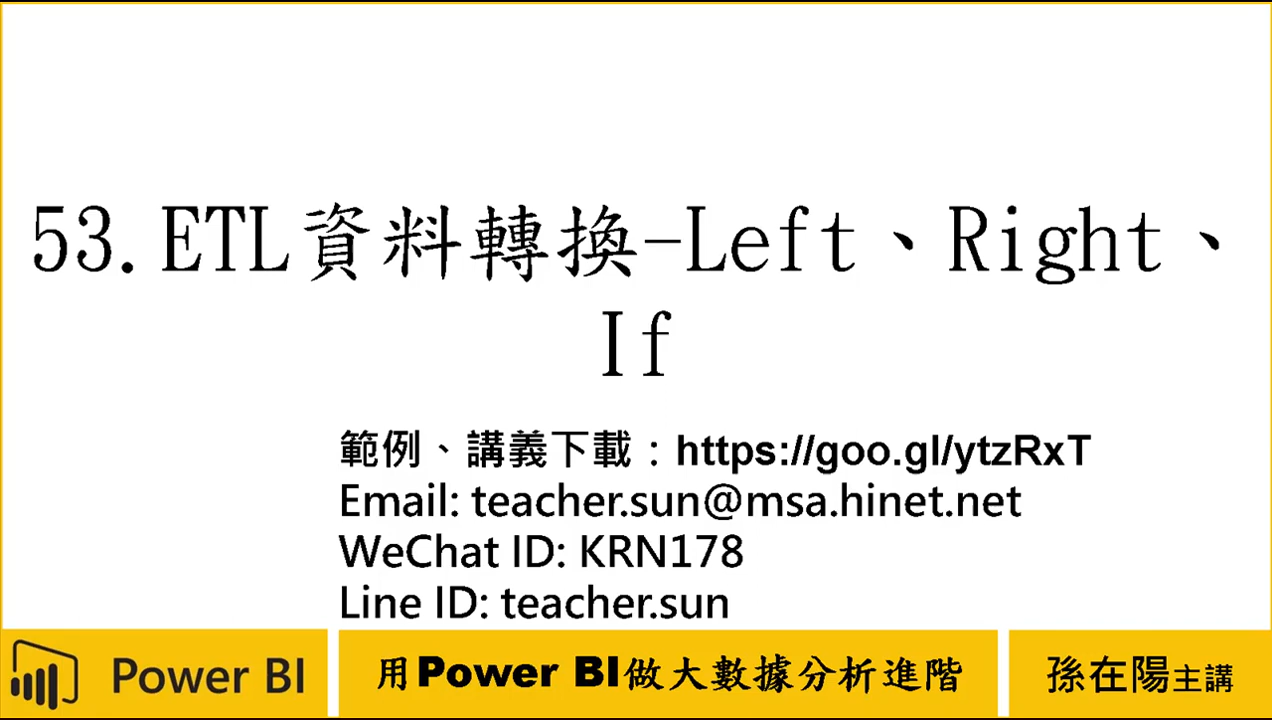 53.ETL資料轉換-Left、Right、
If
範例、講義下載：https://goo.gl/ytzRxT
Email: teacher.sun@msa.hinet.net
WeChat ID: KRN178
Line ID: teacher.sun
Power BI
用Power BI做大數據分析進階
孫在陽主講